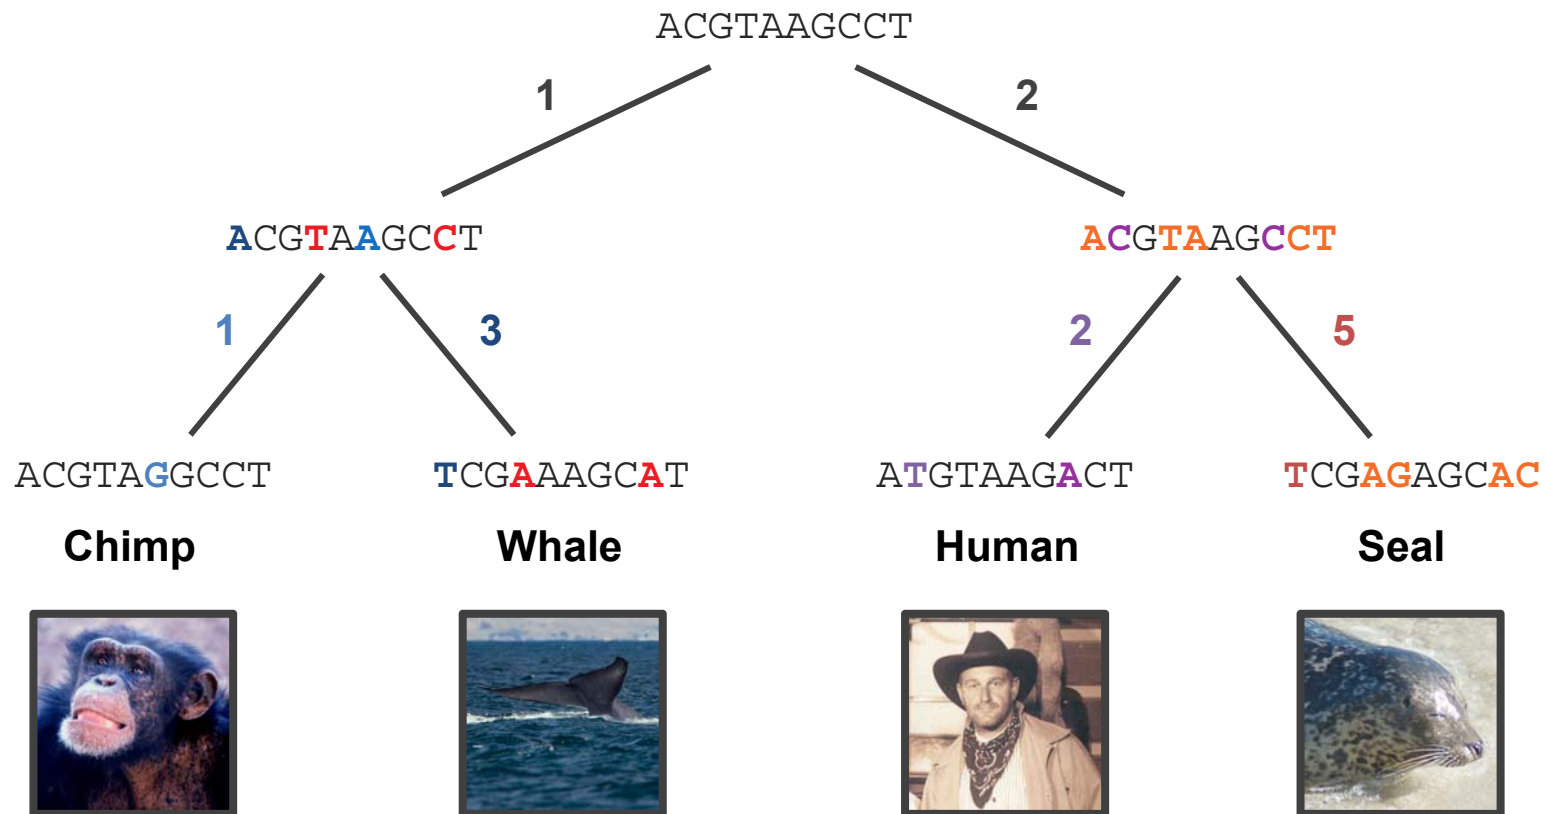 ACGTAAGCCT
1 2
ACGTAAGCCT ACGTAAGCCT
1 3 2 5
ACGTAGGCCT TCGAAAGCAT ATGTAAGACT TCGAGAGCAC
Chimp Whale Human Seal